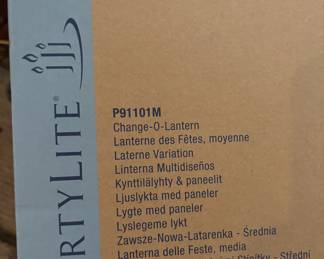 RTYLITE®
P91101M
Change-O-Lantern
Lanterne des Fêtes, moyenne
Laterne Variation
Linterna Multidiseños
Kynttilälyhty & paneelit
Ljuslykta med paneler
Lygte med paneler
Lyslegeme lykt
Zawsze-Nowa-Latarenka - Średnia
Lanterna delle Feste, media
Střední